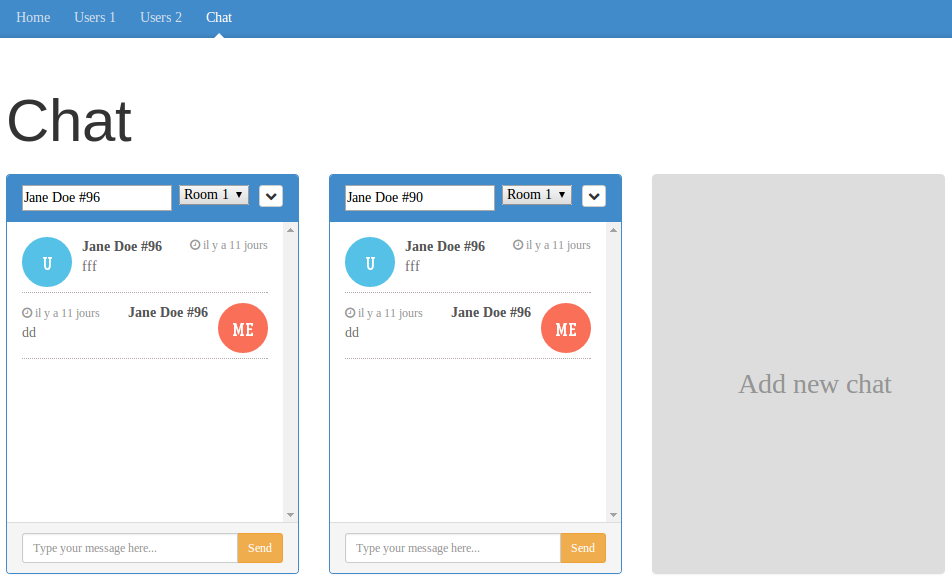 Home Users 1 Users 2 Chat
Chat
Jane Doe #96 Room 1
U Jane Doe #96 il y a 11 jours
fff
il y a 11 jours Jane Doe #96 ME
dd
Type your message here... Send
Jane Doe #90 Room 1
U Jane Doe #96 il y a 11 jours
fff
il y a 11 jours Jane Doe #96 ME
dd
Type your message here... Send
Add new chat